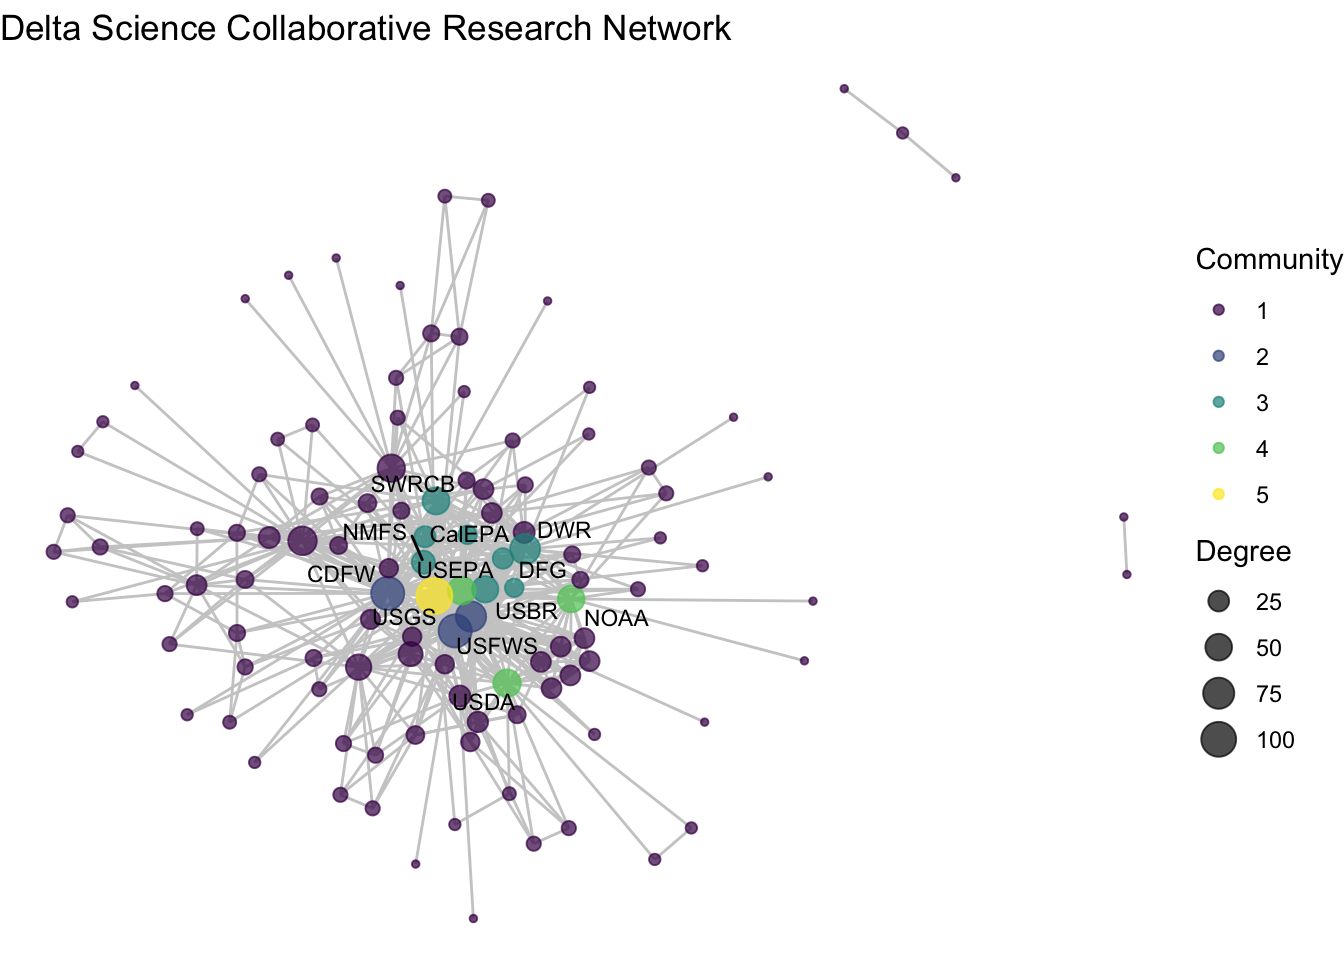 Delta Science Collaborative Research Network
Community
1
2
3
4
5
Degree
25
50
75
100
SWRCB
NMFS
CalEPA
DWR
CDFW
USEPA
DFG
USGS
USBR
NOAA
USFWS
USDA